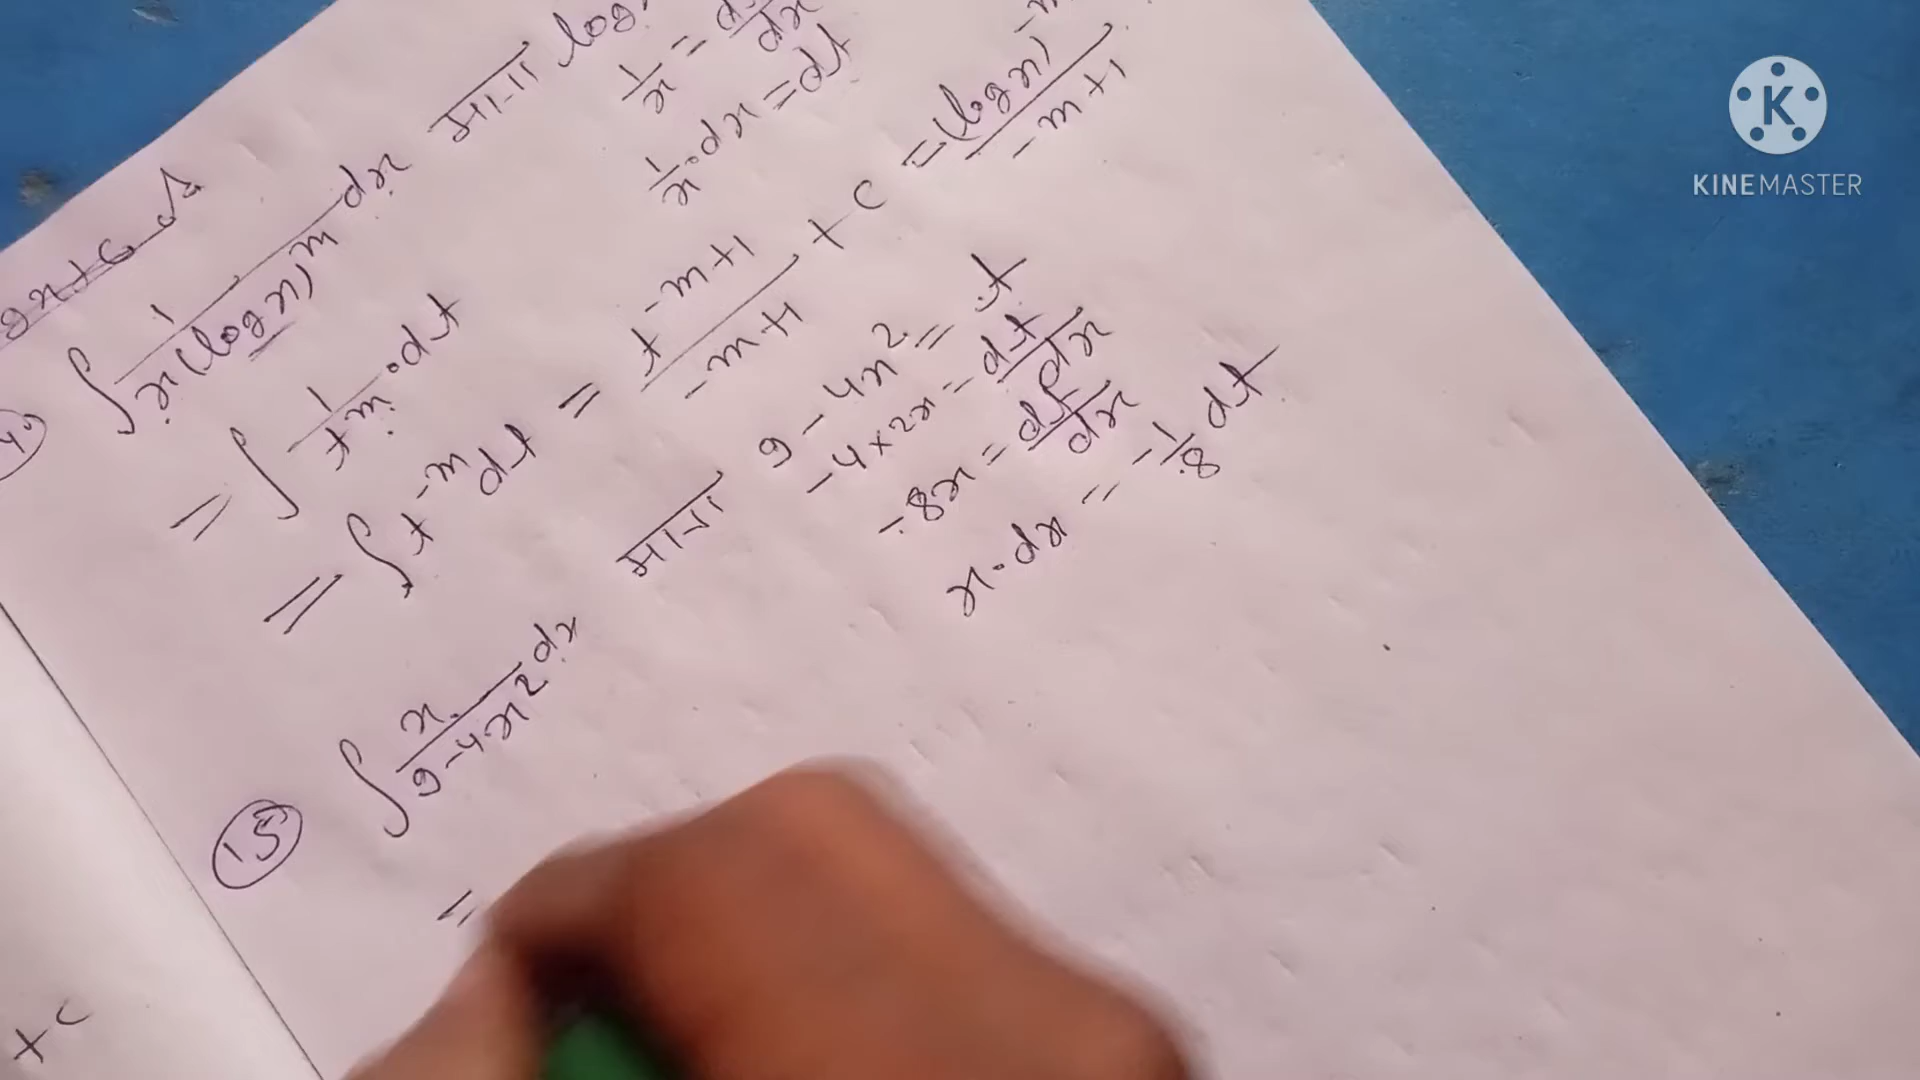 ∫ 1/x(log x)^m dx माना log
1/x = dt/dx
1/x · dx = dt
= ∫ 1/t^m · dt
= ∫ t^-m dt = t^-m+1/-m+1 + c = (log x)^-m/-m+1
माना 9 - 4x² = t
-4×2x = dt/dx
-8x = dt/dx
x · dx = -1/8 dt
(15) ∫ x/9-4x² dx
=
+ c
KINEMASTER